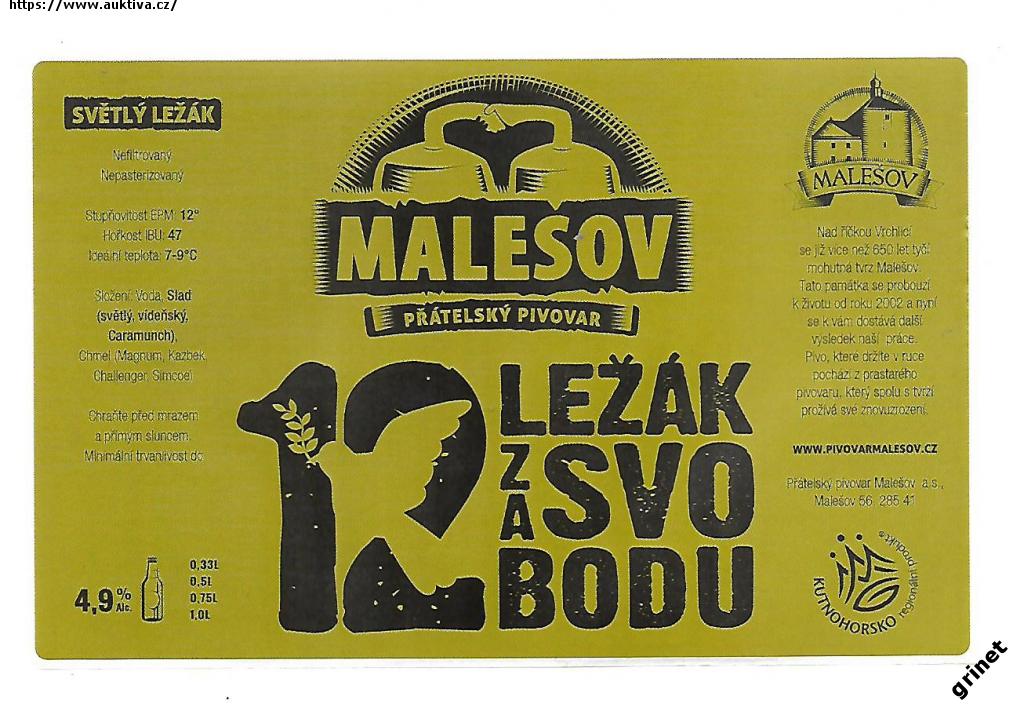 https://www.auktiva.cz/
SVĚTLÝ LEŽÁK
Nefiltrovaný
Nepasterizovaný
Stupňovitost EPM: 12°
Hořkost IBU: 47
Ideální teplota: 7-9°C
Složení: Voda, Slad
(světlý, vídeňský,
Caramunch),
Chmel (Magnum, Kazbek,
Challenger, Simcoe)
Chraňte před mrazem
a přímým sluncem.
Minimální trvanlivost do:
4,9% Alc.
0,33L
0,5L
0,75L
1,0L
MALEŠOV
PŘÁTELSKÝ PIVOVAR
12 LEŽÁK
ZA SVO
BODU
MALEŠOV
Nad říčkou Vrchlicí
se již více než 650 let tyčí
mohutná tvrz Malešov.
Tato památka se probouzí
k životu od roku 2002 a nyní
se k vám dostává další
výsledek naší práce.
Pivo, které držíte v ruce
pochází z prastarého
pivovaru, který spolu s tvrzí
prožívá své znovuzrození.
WWW.PIVOVARMALESOV.CZ
Přátelský pivovar Malešov a.s.,
Malešov 56, 285 41
KUTNOHORSKO regionální produkt®
grinet